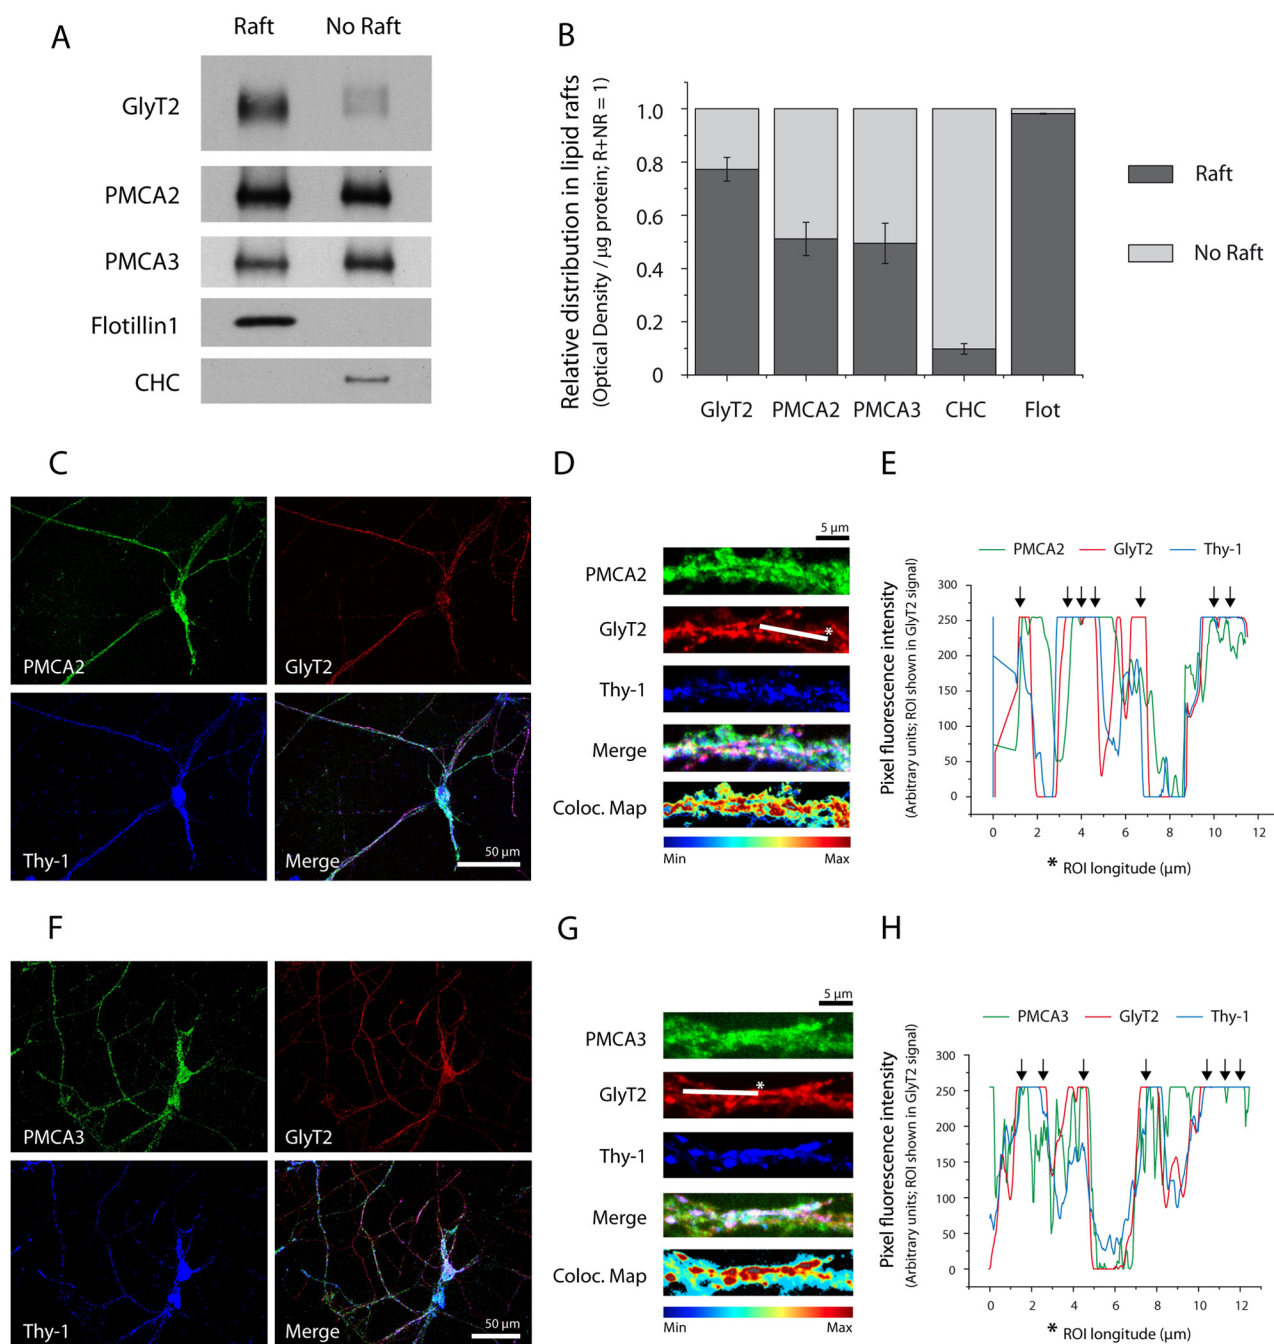 A
Raft
No Raft
GlyT2
PMCA2
PMCA3
Flotillin1
CHC
B
Relative distribution in lipid rafts
(Optical Density / µg protein; R+NR = 1)
1.0
0.8
0.6
0.4
0.2
0
GlyT2
PMCA2
PMCA3
CHC
Flot
Raft
No Raft
C
PMCA2
GlyT2
Thy-1
Merge
50 µm
D
5 µm
PMCA2
GlyT2
*
Thy-1
Merge
Coloc. Map
Min
Max
E
PMCA2
GlyT2
Thy-1
Pixel fluorescence intensity
(Arbitrary units; ROI shown in GlyT2 signal)
300
250
200
150
100
50
0
0
2
4
6
8
10
12
* ROI longitude (µm)
F
PMCA3
GlyT2
Thy-1
Merge
50 µm
G
5 µm
PMCA3
GlyT2
*
Thy-1
Merge
Coloc. Map
Min
Max
H
PMCA3
GlyT2
Thy-1
Pixel fluorescence intensity
(Arbitrary units; ROI shown in GlyT2 signal)
300
250
200
150
100
50
0
0
2
4
6
8
10
12
* ROI longitude (µm)